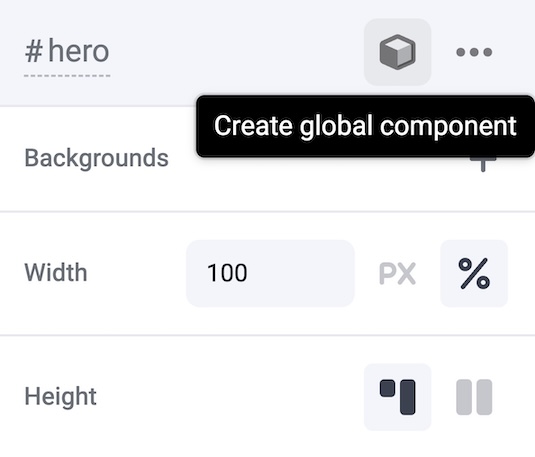 #hero
Create global component
Backgrounds
Width 100 PX %
Height